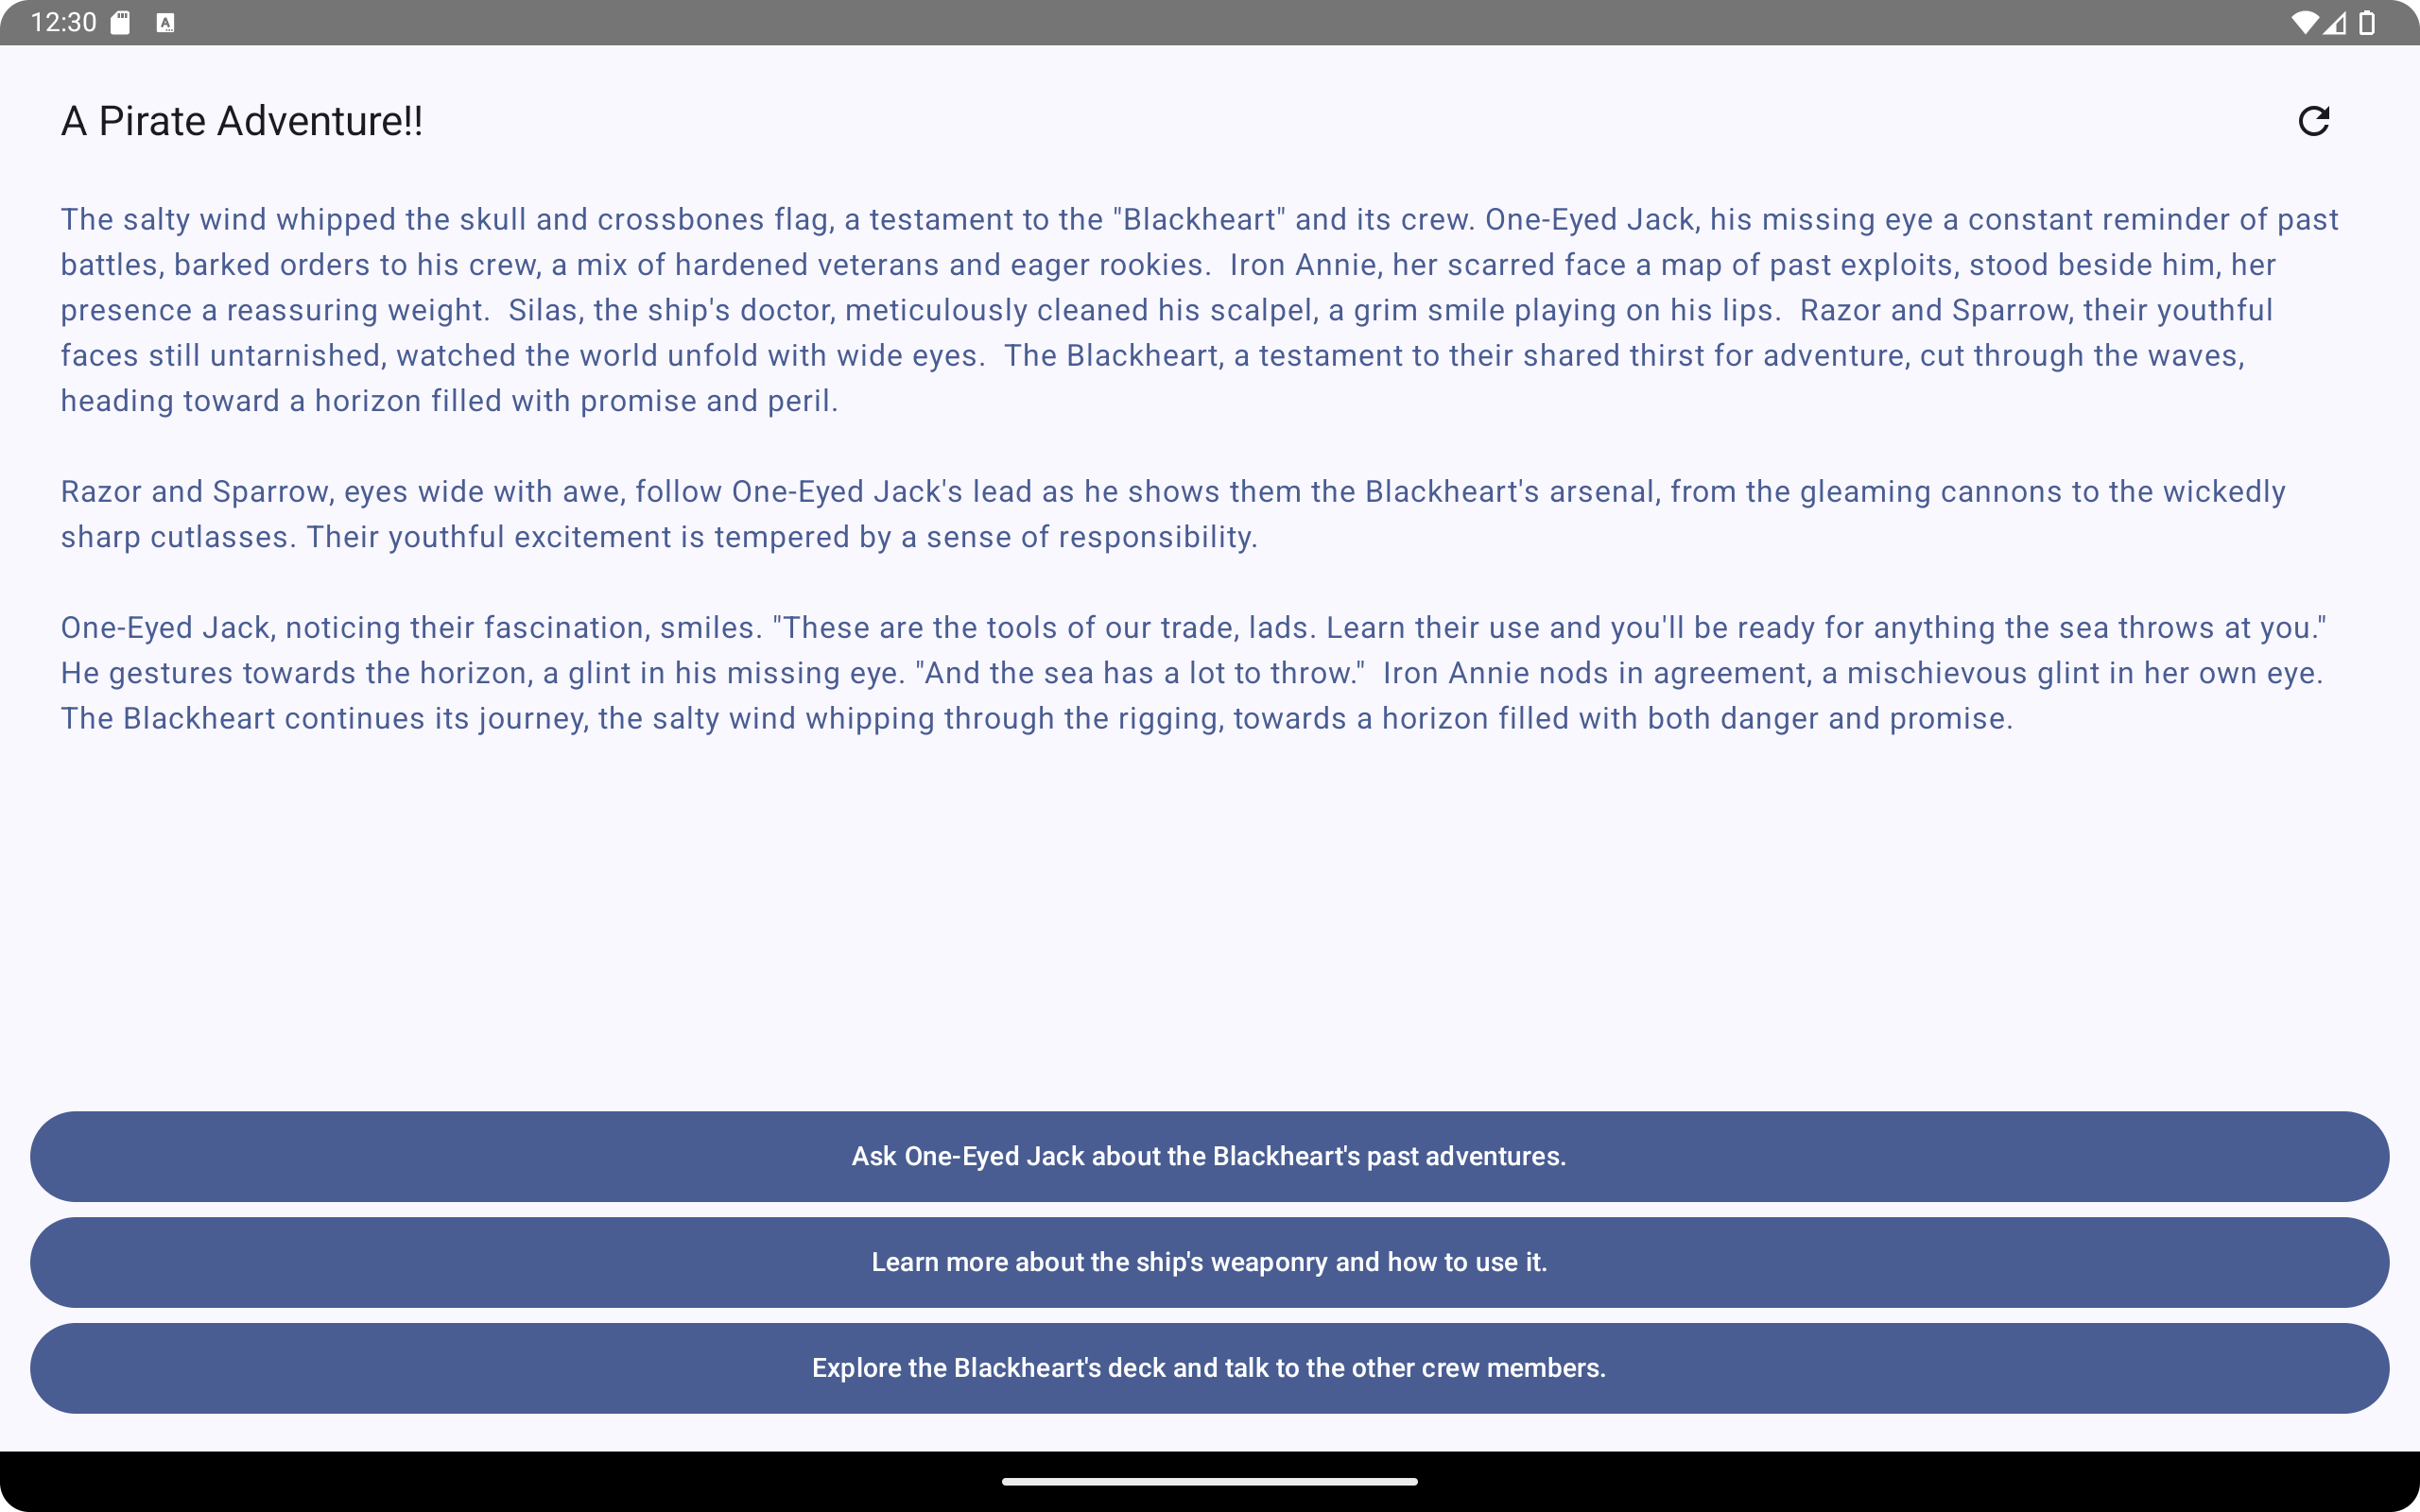 12:30
A Pirate Adventure!!
The salty wind whipped the skull and crossbones flag, a testament to the "Blackheart" and its crew. One-Eyed Jack, his missing eye a constant reminder of past
battles, barked orders to his crew, a mix of hardened veterans and eager rookies.  Iron Annie, her scarred face a map of past exploits, stood beside him, her
presence a reassuring weight.  Silas, the ship's doctor, meticulously cleaned his scalpel, a grim smile playing on his lips.  Razor and Sparrow, their youthful
faces still untarnished, watched the world unfold with wide eyes.  The Blackheart, a testament to their shared thirst for adventure, cut through the waves,
heading toward a horizon filled with promise and peril.
Razor and Sparrow, eyes wide with awe, follow One-Eyed Jack's lead as he shows them the Blackheart's arsenal, from the gleaming cannons to the wickedly
sharp cutlasses. Their youthful excitement is tempered by a sense of responsibility.
One-Eyed Jack, noticing their fascination, smiles. "These are the tools of our trade, lads. Learn their use and you'll be ready for anything the sea throws at you."
He gestures towards the horizon, a glint in his missing eye. "And the sea has a lot to throw."  Iron Annie nods in agreement, a mischievous glint in her own eye.
The Blackheart continues its journey, the salty wind whipping through the rigging, towards a horizon filled with both danger and promise.
Ask One-Eyed Jack about the Blackheart's past adventures.
Learn more about the ship's weaponry and how to use it.
Explore the Blackheart's deck and talk to the other crew members.